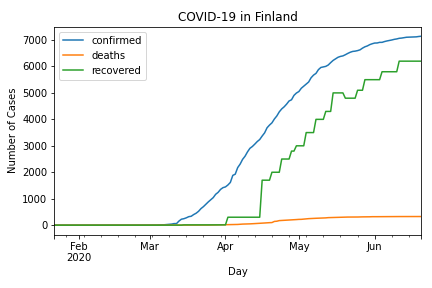 COVID-19 in Finland
confirmed
deaths
recovered
Number of Cases
7000
6000
5000
4000
3000
2000
1000
0
Feb Mar Apr May Jun
2020
Day